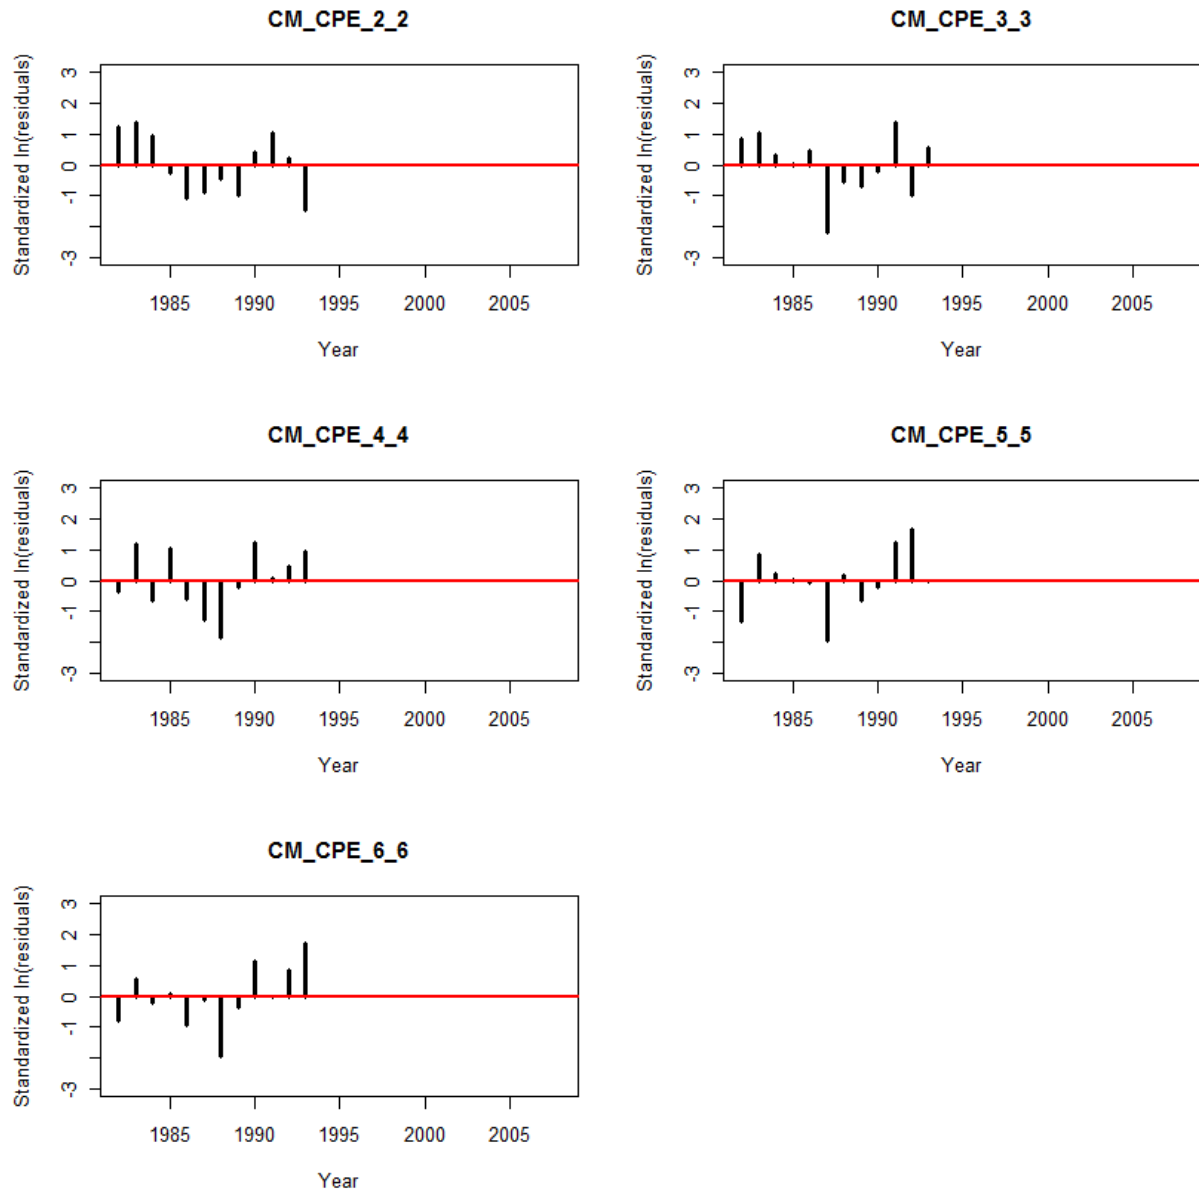 CM_CPE_2_2
Standardized ln(residuals)
3
2
1
0
-1
-3
1985 1990 1995 2000 2005
Year
CM_CPE_3_3
Standardized ln(residuals)
3
2
1
0
-1
-3
1985 1990 1995 2000 2005
Year
CM_CPE_4_4
Standardized ln(residuals)
3
2
1
0
-1
-3
1985 1990 1995 2000 2005
Year
CM_CPE_5_5
Standardized ln(residuals)
3
2
1
0
-1
-3
1985 1990 1995 2000 2005
Year
CM_CPE_6_6
Standardized ln(residuals)
3
2
1
0
-1
-3
1985 1990 1995 2000 2005
Year